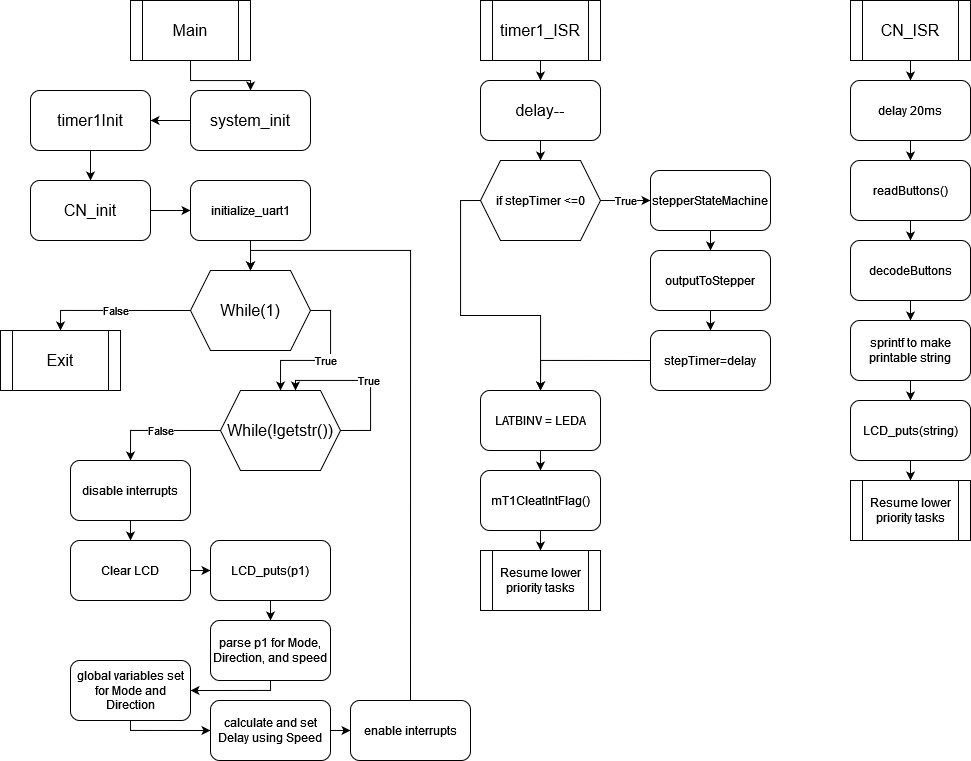 Main
system_init
timer1Init
CN_init
initialize_uart1
While(1)
False
Exit
True
True
While(!getstr())
False
disable interrupts
Clear LCD
LCD_puts(p1)
parse p1 for Mode,
Direction, and speed
global variables set
for Mode and
Direction
calculate and set
Delay using Speed
enable interrupts
timer1_ISR
delay--
if stepTimer <=0
True
stepperStateMachine
outputToStepper
stepTimer=delay
LATBINV = LEDA
mT1CleatIntFlag()
Resume lower
priority tasks
CN_ISR
delay 20ms
readButtons()
decodeButtons
sprintf to make
printable string
LCD_puts(string)
Resume lower
priority tasks